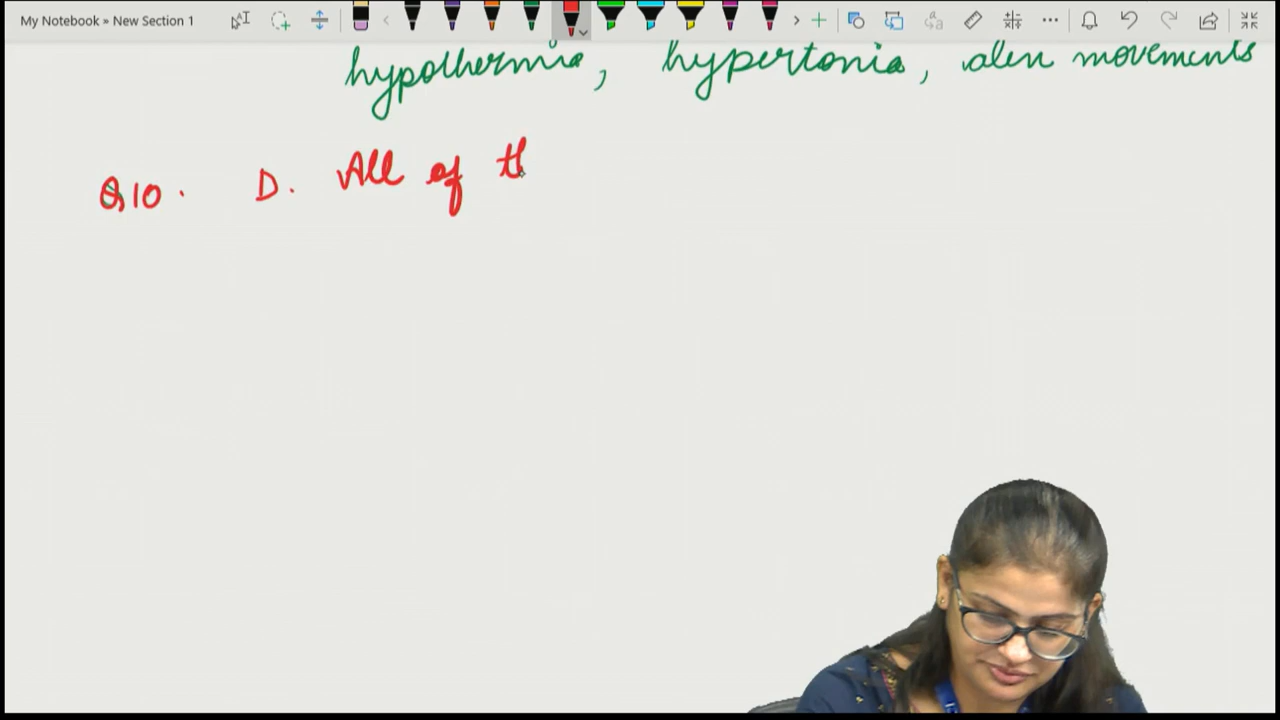 My Notebook » New Section 1
hypothermia, hypertonia, alen movements
Q10. D. All of th